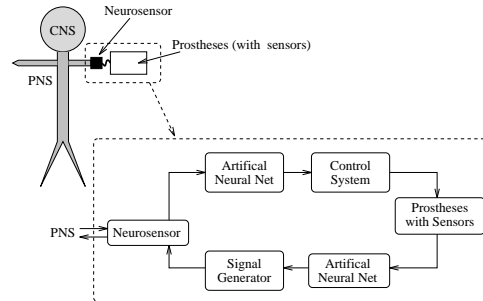 Neurosensor
CNS
Prostheses (with sensors)
PNS
Artifical
Neural Net
Control
System
Prostheses
with Sensors
PNS
Neurosensor
Signal
Generator
Artifical
Neural Net